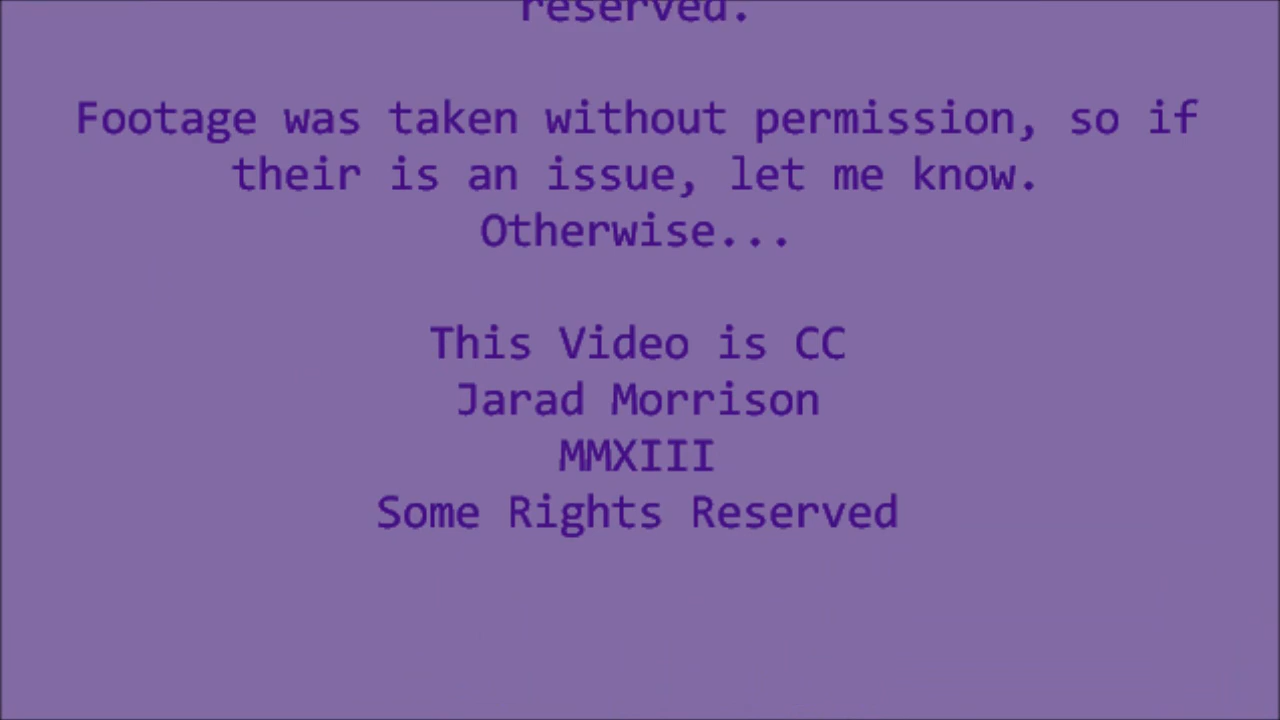 reserved.
Footage was taken without permission, so if
their is an issue, let me know.
Otherwise...
This Video is CC
Jarad Morrison
MMXIII
Some Rights Reserved